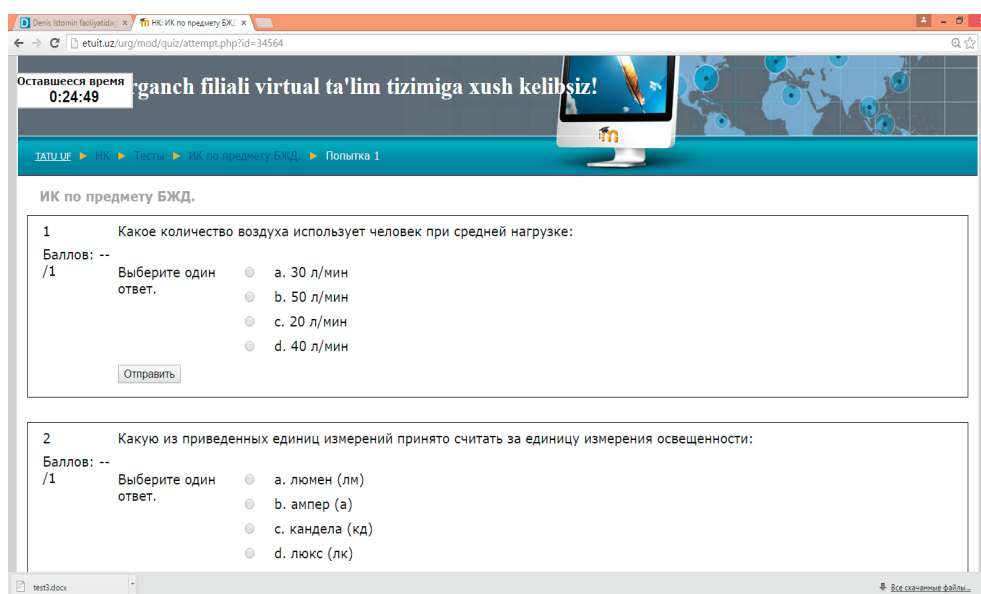 Denis Istomin faoliyatidag
НК: ИК по предмету БЖД
etuit.uz/urg/mod/quiz/attempt.php?id=34564
Оставшееся время
0:24:49
rganch filiali virtual ta'lim tizimiga xush kelibsiz!
TATU UF ► НК ► Тесты ► ИК по предмету БЖД. ► Попытка 1
ИК по предмету БЖД.
1 Какое количество воздуха использует человек при средней нагрузке:
Баллов: --
/1
Выберите один
ответ.
a. 30 л/мин
b. 50 л/мин
c. 20 л/мин
d. 40 л/мин
Отправить
2 Какую из приведенных единиц измерений принято считать за единицу измерения освещенности:
Баллов: --
/1
Выберите один
ответ.
a. люмен (лм)
b. ампер (а)
c. кандела (кд)
d. люкс (лк)
test3.docx
Все скачанные файлы...